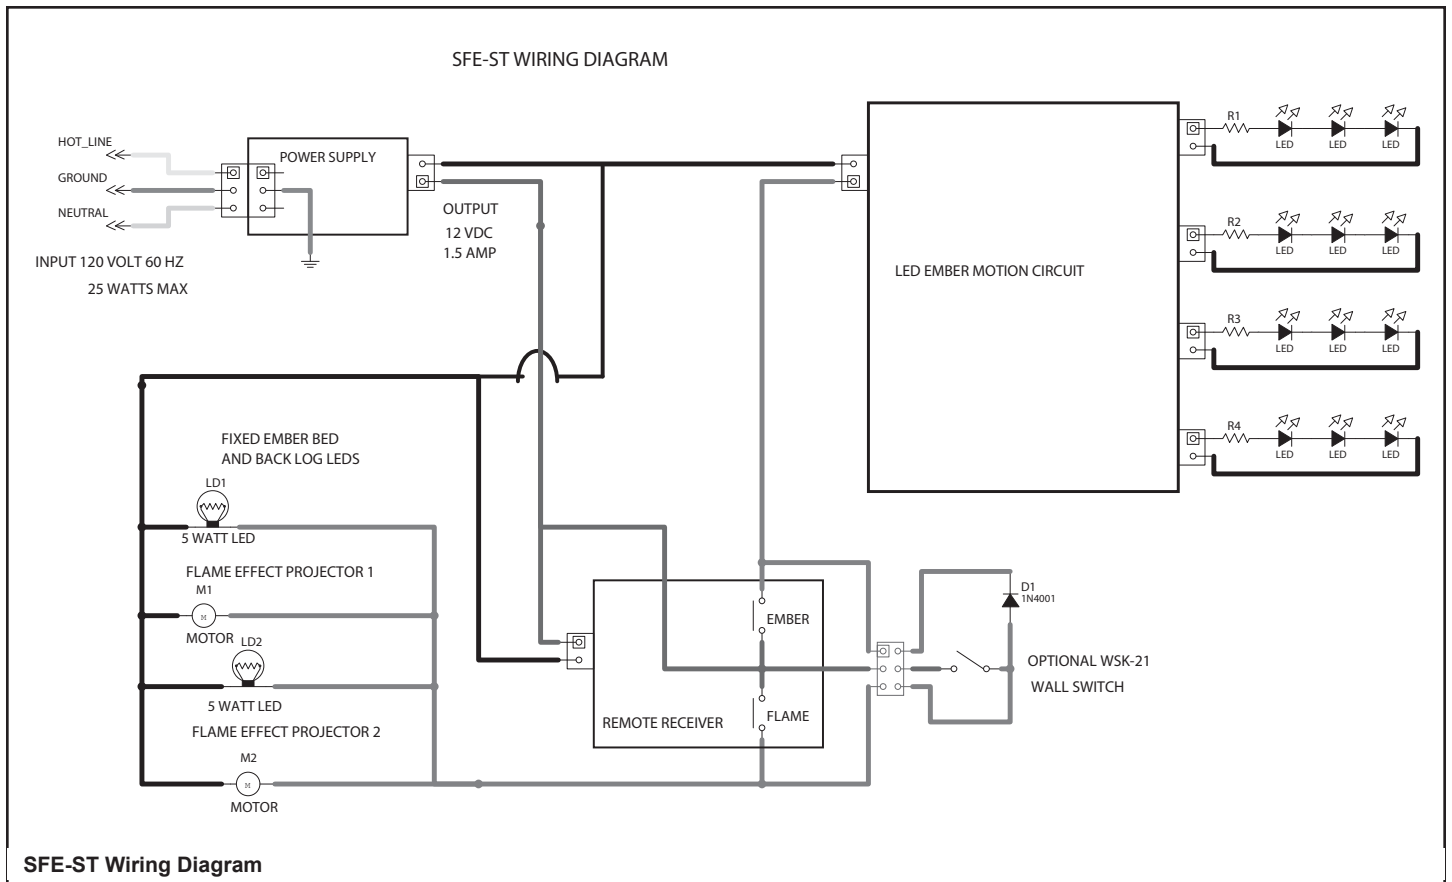 SFE-ST WIRING DIAGRAM
HOT_LINE
GROUND
NEUTRAL
INPUT 120 VOLT 60 HZ
25 WATTS MAX
POWER SUPPLY
OUTPUT
12 VDC
1.5 AMP
LED EMBER MOTION CIRCUIT
R1
LED LED LED
R2
LED LED LED
R3
LED LED LED
R4
LED LED LED
FIXED EMBER BED
AND BACK LOG LEDS
LD1
5 WATT LED
FLAME EFFECT PROJECTOR 1
M1
M
MOTOR
LD2
5 WATT LED
FLAME EFFECT PROJECTOR 2
M2
M
MOTOR
EMBER
FLAME
REMOTE RECEIVER
D1
1N4001
OPTIONAL WSK-21
WALL SWITCH
SFE-ST Wiring Diagram